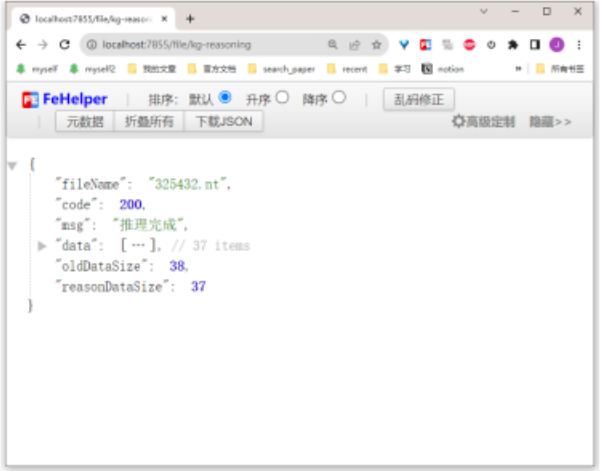 localhost:7855/file/kg-reason
localhost:7855/file/kg-reasoning
myself myself2 我的文章 官方文档 search_paper recent 学习 notion » 所有书签
FeHelper | 排序: 默认 升序 降序 | 乱码修正
| 元数据 折叠所有 下载JSON 高级定制 隐藏>>
{
"fileName": "325432.nt",
"code": 200,
"msg": "推理完成",
"data": [ … ], // 37 items
"oldDataSize": 38,
"reasonDataSize": 37
}